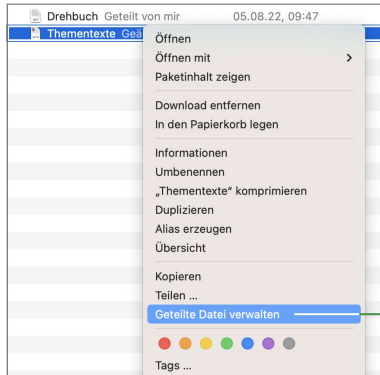 Drehbuch Geteilt von mir 05.08.22, 09:47
Thementexte Geä
Öffnen
Öffnen mit
Paketinhalt zeigen
Download entfernen
In den Papierkorb legen
Informationen
Umbenennen
„Thementexte“ komprimieren
Duplizieren
Alias erzeugen
Übersicht
Kopieren
Teilen ...
Geteilte Datei verwalten
Tags ...